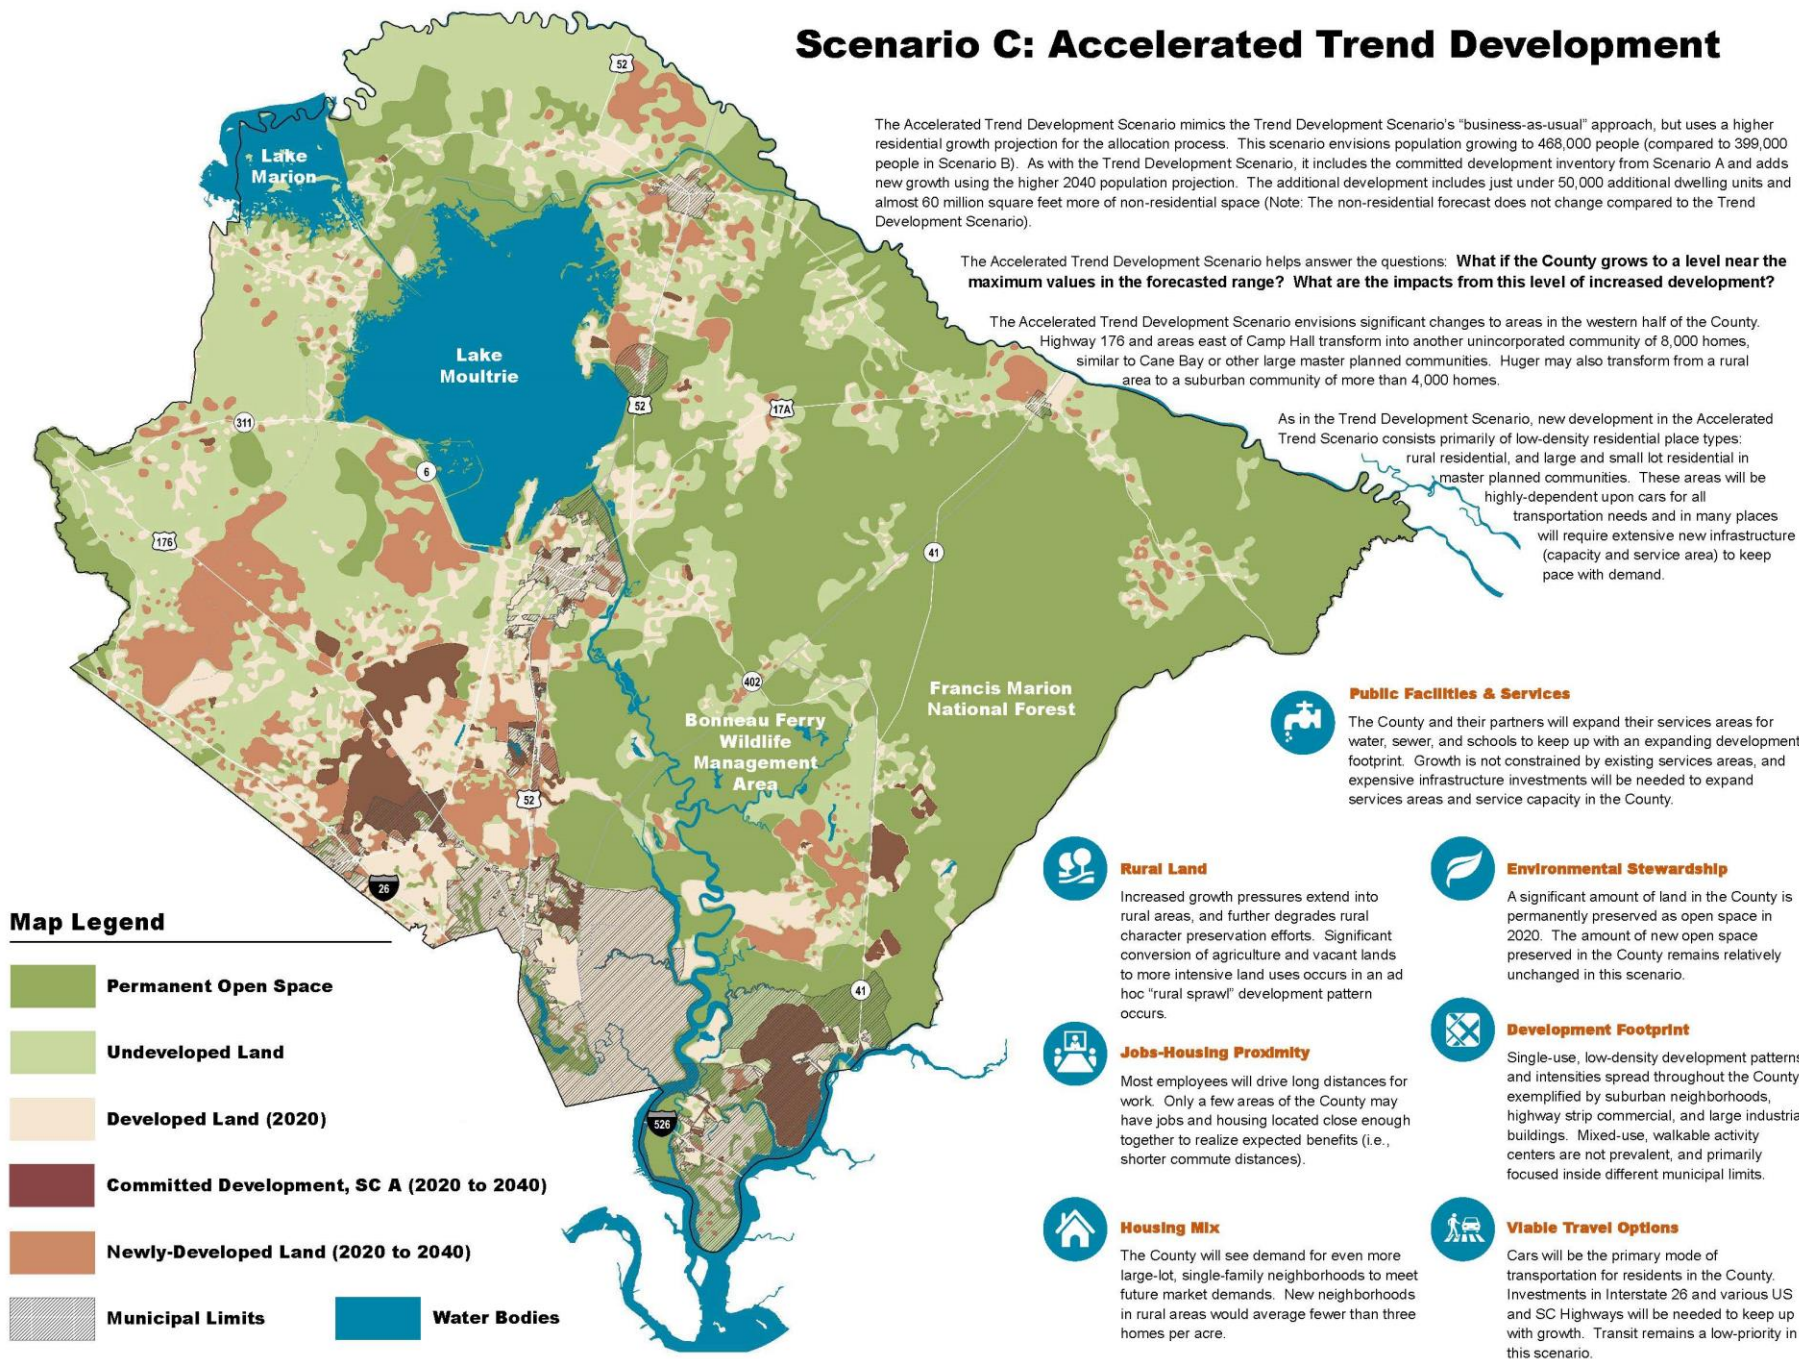 Scenario C: Accelerated Trend Development
The Accelerated Trend Development Scenario mimics the Trend Development Scenario's "business-as-usual" approach, but uses a higher
residential growth projection for the allocation process. This scenario envisions population growing to 468,000 people (compared to 399,000
people in Scenario B). As with the Trend Development Scenario, it includes the committed development inventory from Scenario A and adds
new growth using the higher 2040 population projection. The additional development includes just under 50,000 additional dwelling units and
almost 60 million square feet more of non-residential space (Note: The non-residential forecast does not change compared to the Trend
Development Scenario).
The Accelerated Trend Development Scenario helps answer the questions: What if the County grows to a level near the
maximum values in the forecasted range? What are the impacts from this level of increased development?
The Accelerated Trend Development Scenario envisions significant changes to areas in the western half of the County.
Highway 176 and areas east of Camp Hall transform into another unincorporated community of 8,000 homes,
similar to Cane Bay or other large master planned communities. Huger may also transform from a rural
area to a suburban community of more than 4,000 homes.
As in the Trend Development Scenario, new development in the Accelerated
Trend Scenario consists primarily of low-density residential place types:
rural residential, and large and small lot residential in
master planned communities. These areas will be
highly-dependent upon cars for all
transportation needs and in many places
will require extensive new infrastructure
(capacity and service area) to keep
pace with demand.
52
Lake
Marion
Lake
Moultrie
52
17A
311
6
176
41
402
Francis Marion
National Forest
Bonneau Ferry
Wildlife
Management
Area
52
26
41
526
Public Facilities & Services
The County and their partners will expand their services areas for
water, sewer, and schools to keep up with an expanding development
footprint. Growth is not constrained by existing services areas, and
expensive infrastructure investments will be needed to expand
services areas and service capacity in the County.
Rural Land
Increased growth pressures extend into
rural areas, and further degrades rural
character preservation efforts. Significant
conversion of agriculture and vacant lands
to more intensive land uses occurs in an ad
hoc "rural sprawl" development pattern
occurs.
Environmental Stewardship
A significant amount of land in the County is
permanently preserved as open space in
2020. The amount of new open space
preserved in the County remains relatively
unchanged in this scenario.
Jobs-Housing Proximity
Most employees will drive long distances for
work. Only a few areas of the County may
have jobs and housing located close enough
together to realize expected benefits (i.e.,
shorter commute distances).
Development Footprint
Single-use, low-density development patterns
and intensities spread throughout the County
exemplified by suburban neighborhoods,
highway strip commercial, and large industria
buildings. Mixed-use, walkable activity
centers are not prevalent, and primarily
focused inside different municipal limits.
Housing Mix
The County will see demand for even more
large-lot, single-family neighborhoods to meet
future market demands. New neighborhoods
in rural areas would average fewer than three
homes per acre.
Viable Travel Options
Cars will be the primary mode of
transportation for residents in the County.
Investments in Interstate 26 and various US
and SC Highways will be needed to keep up
with growth. Transit remains a low-priority in
this scenario.
Map Legend
Permanent Open Space
Undeveloped Land
Developed Land (2020)
Committed Development, SC A (2020 to 2040)
Newly-Developed Land (2020 to 2040)
Municipal Limits
Water Bodies